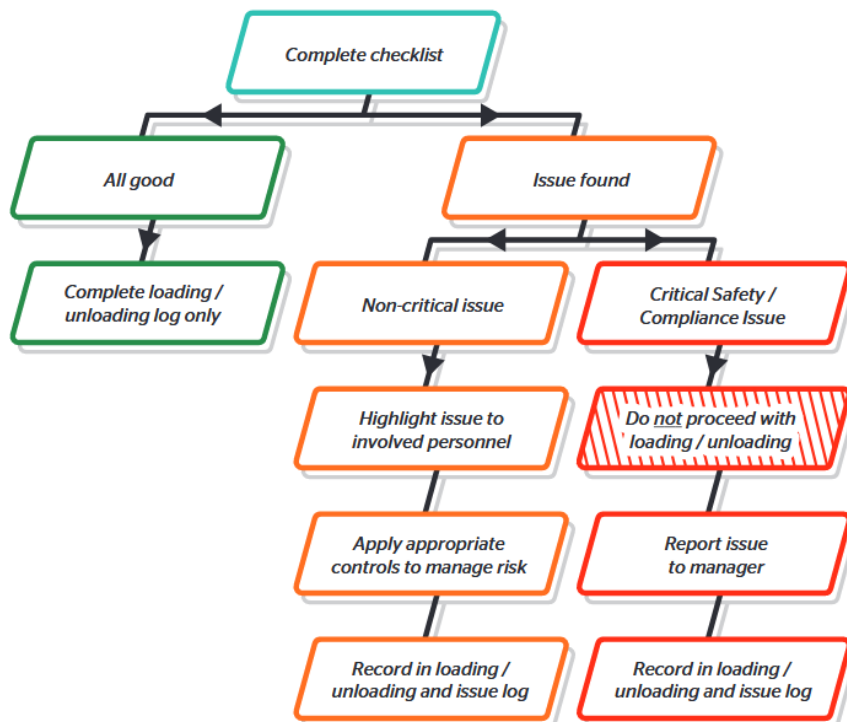 Complete checklist
All good
Issue found
Complete loading /
unloading log only
Non-critical issue
Critical Safety /
Compliance Issue
Highlight issue to
involved personnel
Do not proceed with
loading / unloading
Apply appropriate
controls to manage risk
Report issue
to manager
Record in loading /
unloading and issue log
Record in loading /
unloading and issue log